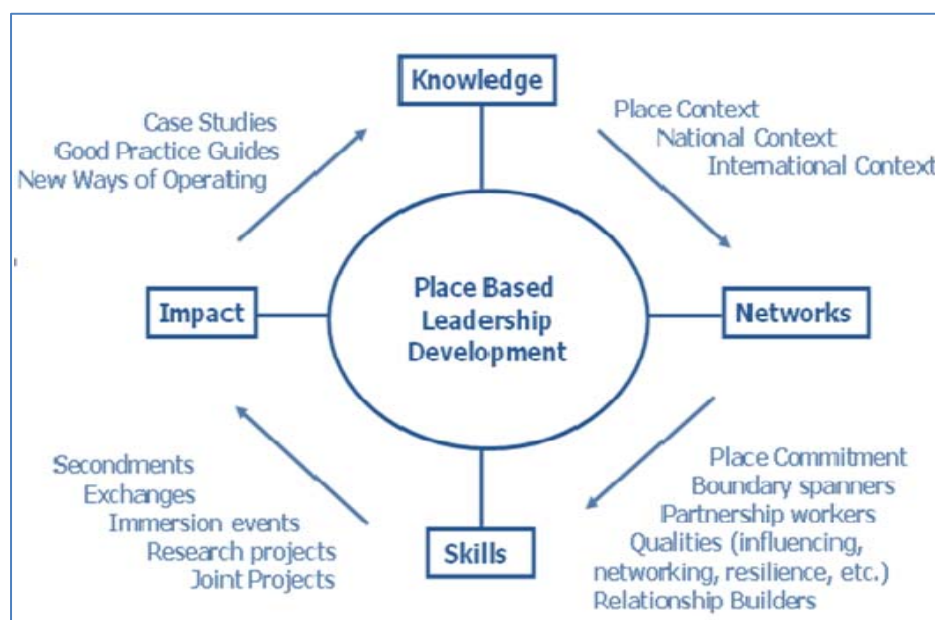 Knowledge
Case Studies
Good Practice Guides
New Ways of Operating
Place Context
National Context
International Context
Impact
Place Based
Leadership
Development
Networks
Secondments
Exchanges
Immersion events
Research projects
Joint Projects
Skills
Place Commitment
Boundary spanners
Partnership workers
Qualities (influencing,
networking, resilience, etc.)
Relationship Builders